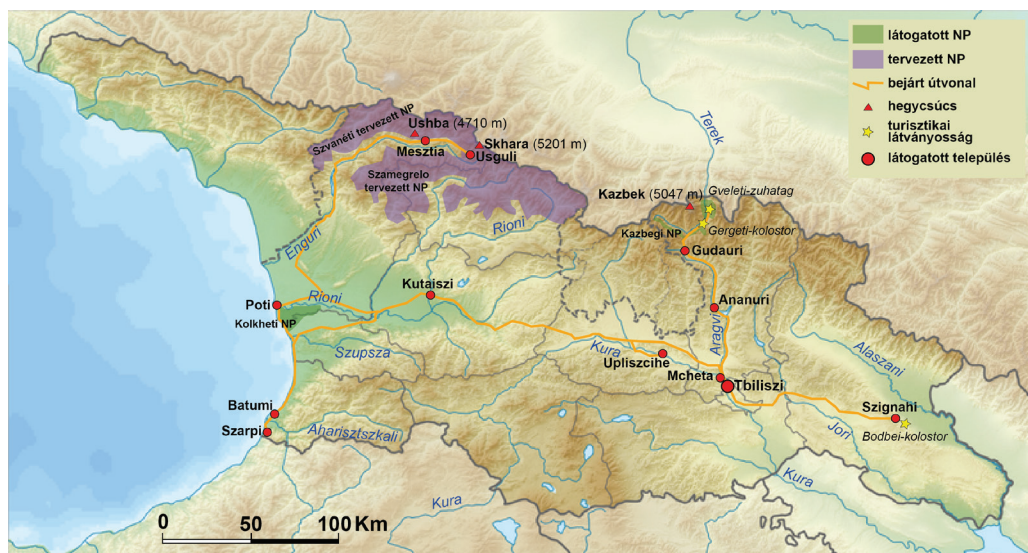 látogatott NP
tervezett NP
bejárt útvonal
hegycsúcs
turisztikai
látványosság
látogatott település
Szvanéti tervezett NP
Ushba (4710 m)
Mesztia
Skhara (5201 m)
Usguli
Szamegrelo
tervezett NP
Terek
Kazbek (5047 m)
Gveleti-zuhatag
Gergeti-kolostor
Kazbegi NP
Gudauri
Rioni
Enguri
Kutaiszi
Poti
Rioni
Kolkheti NP
Ananuri
Aragvi
Szupsza
Kura
Upliszcihe
Mcheta
Tbiliszi
Alaszani
Batumi
Szarpi
Aharisztszkali
Szignahi
Jori
Bodbei-kolostor
Kura
Kura
0 50 100 Km